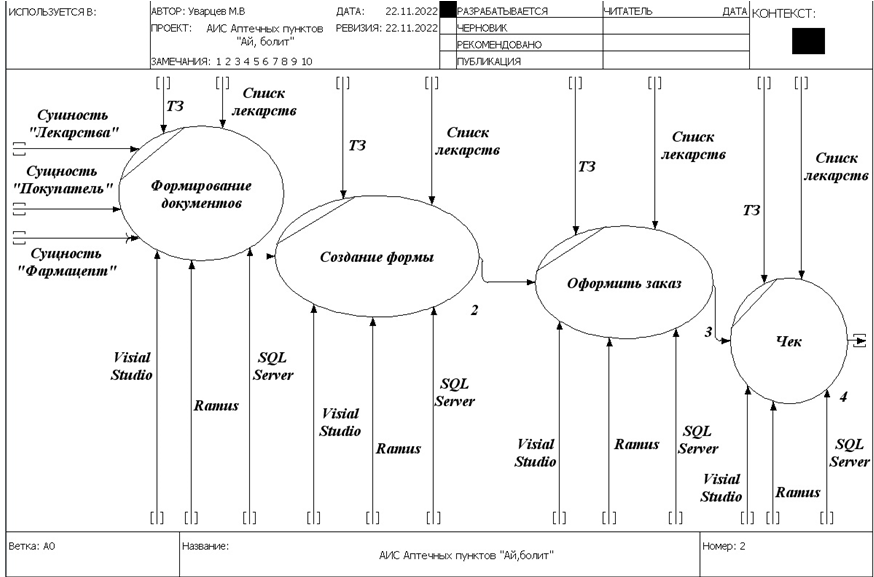 ИСПОЛЬЗУЕТСЯ В:
АВТОР: Уварцев М.В
ДАТА: 22.11.2022
РАЗРАБАТЫВАЕТСЯ
ЧИТАТЕЛЬ
ДАТА
КОНТЕКСТ:
ПРОЕКТ: АИС Аптечных пунктов
"Ай, болит"
РЕВИЗИЯ: 22.11.2022
ЧЕРНОВИК
РЕКОМЕНДОВАНО
ЗАМЕЧАНИЯ: 1 2 3 4 5 6 7 8 9 10
ПУБЛИКАЦИЯ
Сушность
"Лекарства"
Сущность
"Покупатель"
Сущность
"Фармацепт"
ТЗ
Список
лекарств
Формирование
документов
Visial
Studio
Ramus
SQL
Server
ТЗ
Список
лекарств
Создание формы
2
Visial
Studio
Ramus
SQL
Server
ТЗ
Список
лекарств
Оформить заказ
3
Visial
Studio
Ramus
SQL
Server
ТЗ
Список
лекарств
Чек
4
Visial
Studio
Ramus
SQL
Server
Ветка: A0
Название:
АИС Аптечных пунктов "Ай,болит"
Номер: 2